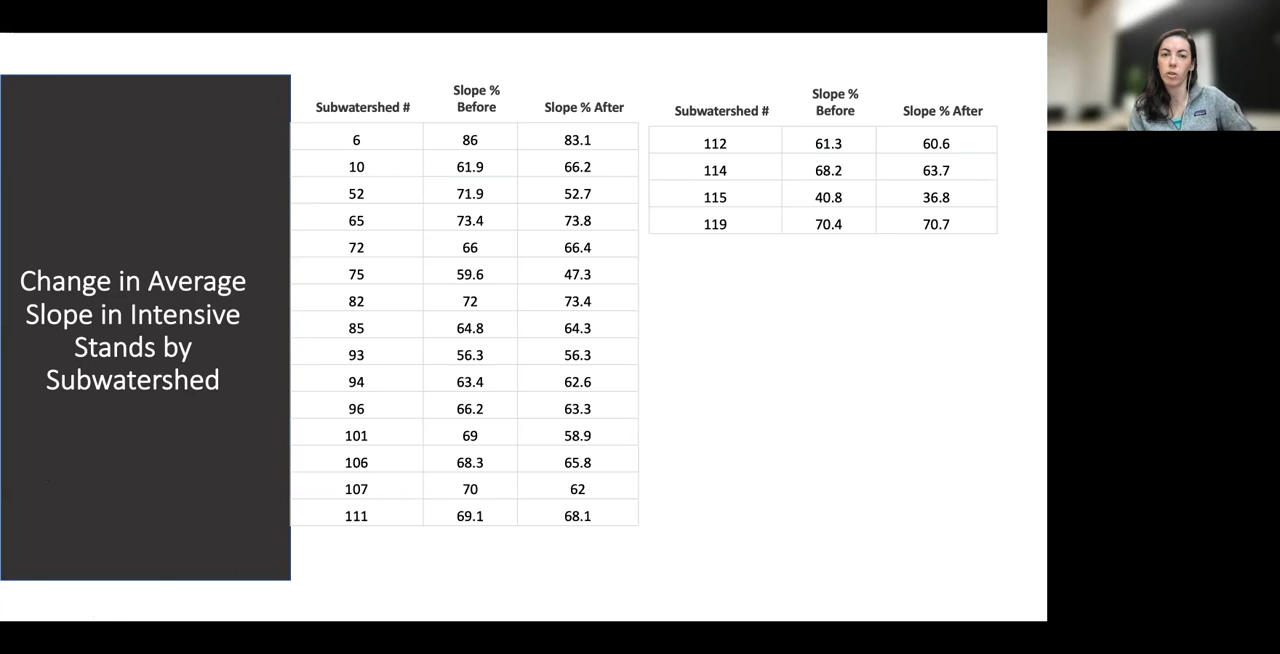 Change in Average
Slope in Intensive
Stands by
Subwatershed
Subwatershed # Slope % Before Slope % After
6 86 83.1
10 61.9 66.2
52 71.9 52.7
65 73.4 73.8
72 66 66.4
75 59.6 47.3
82 72 73.4
85 64.8 64.3
93 56.3 56.3
94 63.4 62.6
96 66.2 63.3
101 69 58.9
106 68.3 65.8
107 70 62
111 69.1 68.1
Subwatershed # Slope % Before Slope % After
112 61.3 60.6
114 68.2 63.7
115 40.8 36.8
119 70.4 70.7